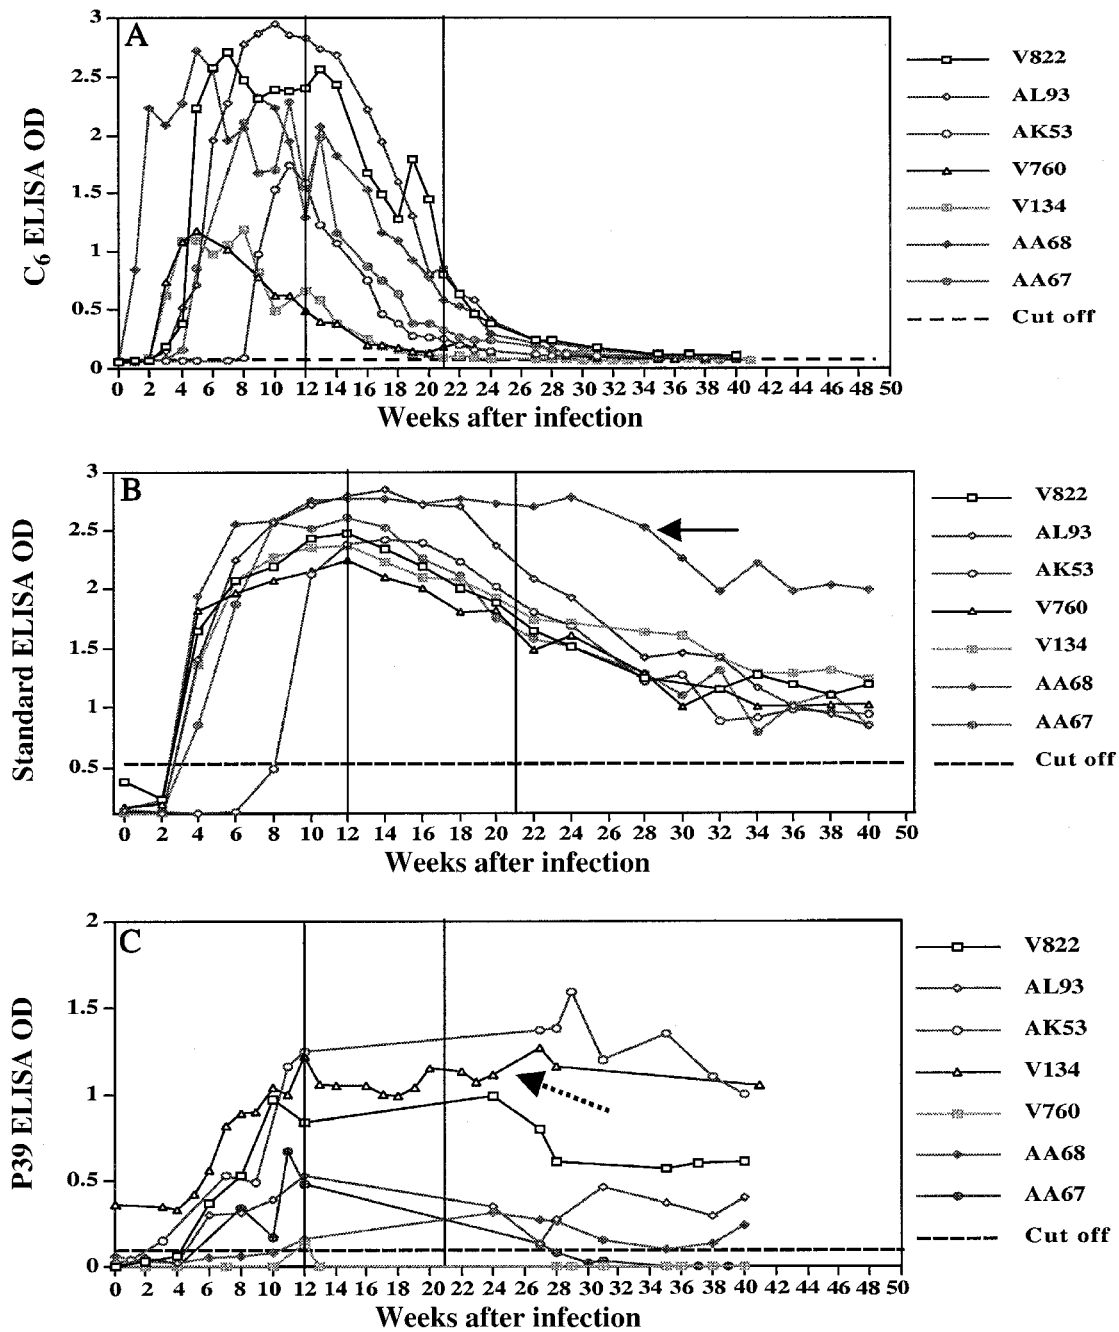 A
C6 ELISA OD
3
2.5
2
1.5
1
0.5
0
0 2 4 6 8 10 12 14 16 18 20 22 24 26 28 30 32 34 36 38 40 42 44 46 48 50
Weeks after infection
V822
AL93
AK53
V760
V134
AA68
AA67
Cut off
B
Standard ELISA OD
3
2.5
2
1.5
1
0.5
0 2 4 6 8 10 12 14 16 18 20 22 24 26 28 30 32 34 36 38 40 50
Weeks after infection
V822
AL93
AK53
V760
V134
AA68
AA67
Cut off
C
P39 ELISA OD
2
1.5
1
0.5
0
0 2 4 6 8 10 12 14 16 18 20 22 24 26 28 30 32 34 36 38 40 42 44 46 48 50
Weeks after infection
V822
AL93
AK53
V134
V760
AA68
AA67
Cut off